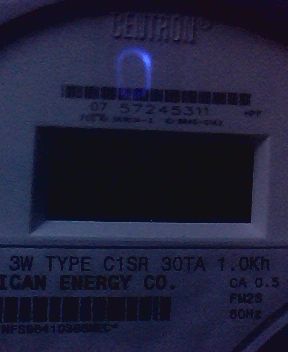 CENTRON
07 57245311
3W TYPE C1SR 30TA 1.0Kh
ICAN ENERGY CO.
CA 0.5
FM2S
60Hz